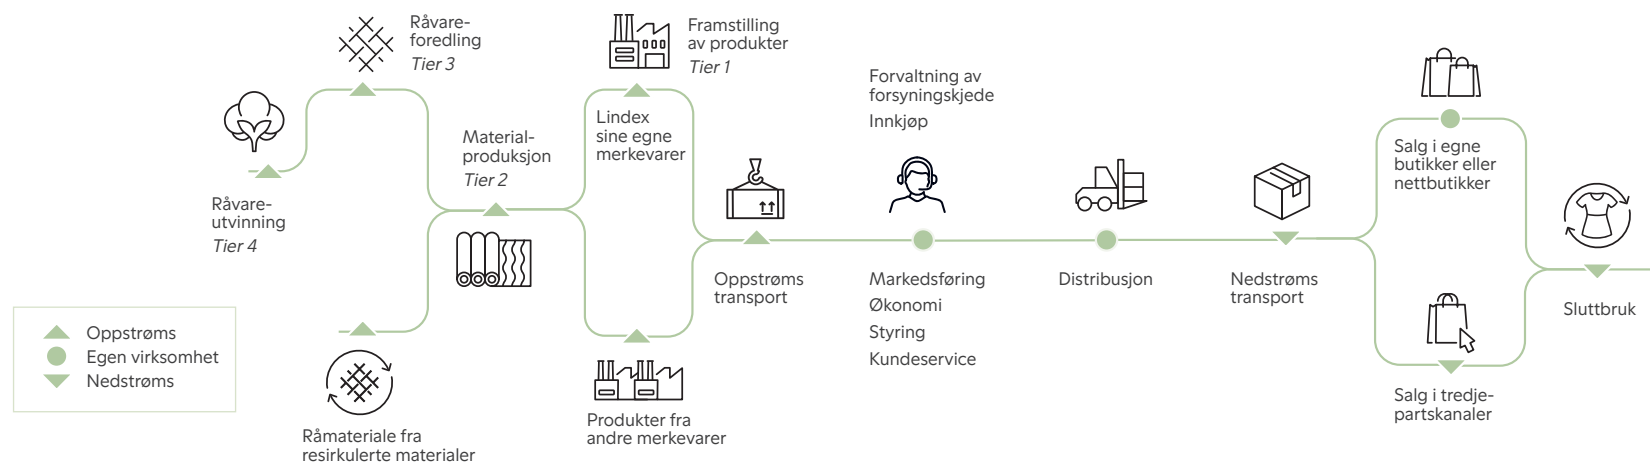 Råvare-
utvinning
Tier 4
Råvare-
foredling
Tier 3
Råmateriale fra
resirkulerte materialer
Material-
produksjon
Tier 2
Framstilling
av produkter
Tier 1
Lindex
sine egne
merkevarer
Produkter fra
andre merkevarer
Oppstrøms
transport
Forvaltning av
forsyningskjede
Innkjøp
Markedsføring
Økonomi
Styring
Kundeservice
Distribusjon
Nedstrøms
transport
Salg i egne
butikker eller
nettbutikker
Salg i tredje-
partskanaler
Sluttbruk
Oppstrøms
Egen virksomhet
Nedstrøms